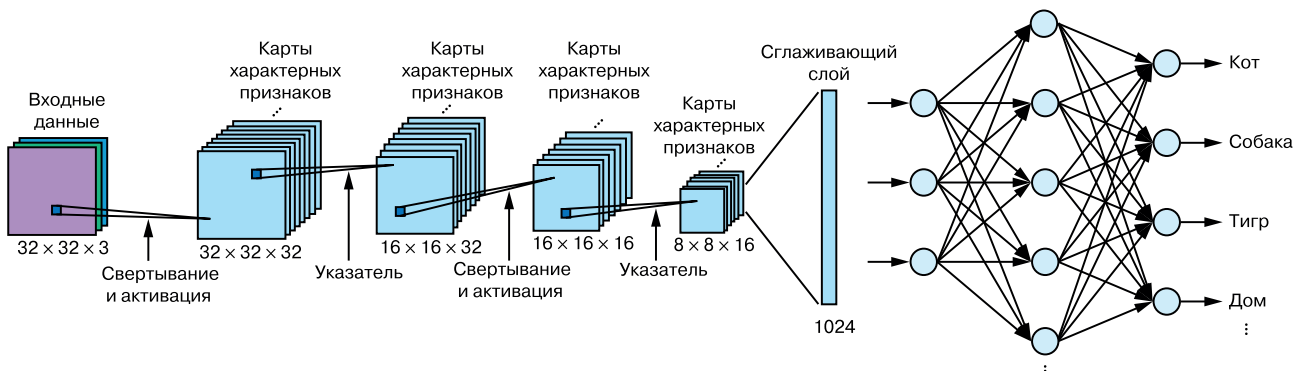 Входные
данные
32 × 32 × 3
Свертывание
и активация
Карты
характерных
признаков
...
32 × 32 × 32
Указатель
Карты
характерных
признаков
...
16 × 16 × 32
Свертывание
и активация
Карты
характерных
признаков
...
16 × 16 × 16
Указатель
Карты
характерных
признаков
...
8 × 8 × 16
Сглаживающий
слой
1024
...
Кот
Собака
Тигр
Дом
...